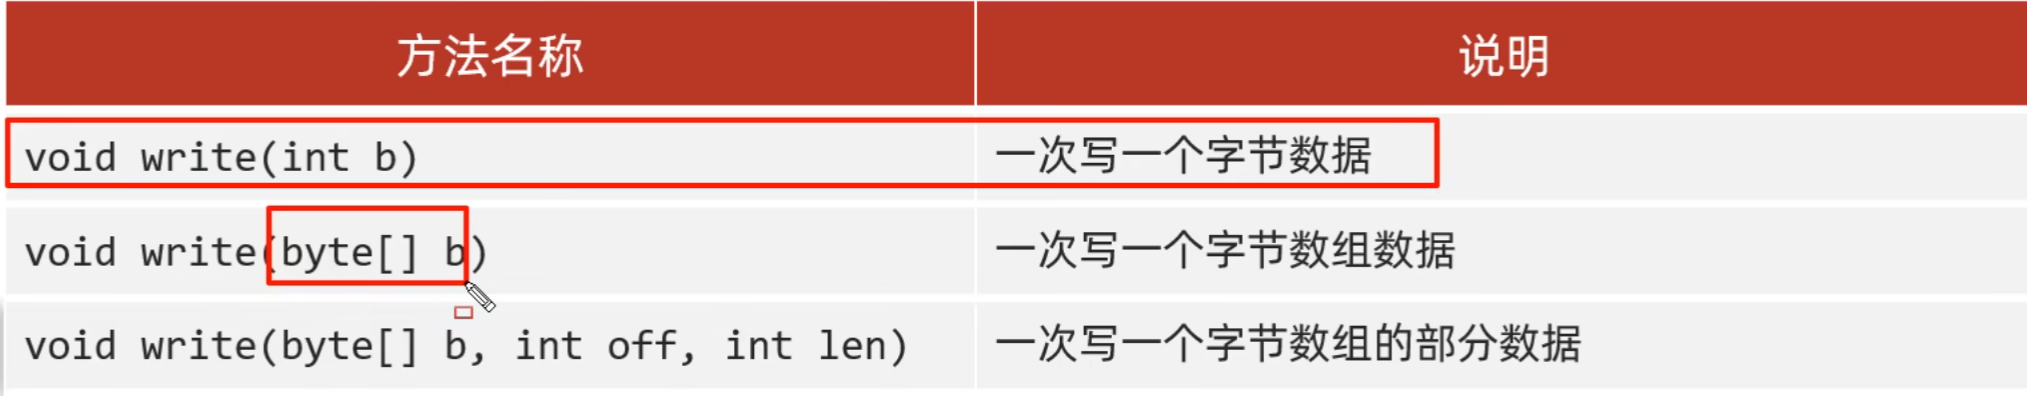 方法名称 说明
void write(int b) 一次写一个字节数据
void write(byte[] b) 一次写一个字节数组数据
void write(byte[] b, int off, int len) 一次写一个字节数组的部分数据